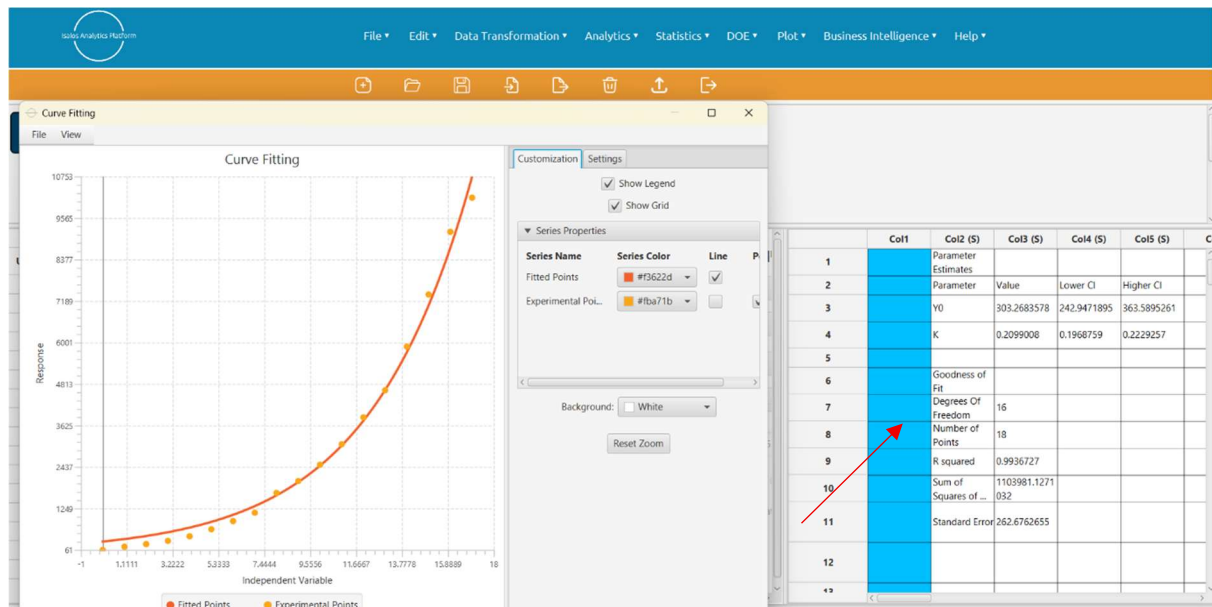 Isalos Analytics Platform
File Edit Data Transformation Analytics Statistics DOE Plot Business Intelligence Help
Curve Fitting
File View
Curve Fitting
10753
9565
8377
7189
6001
4813
3625
2437
1249
61
Response
-1 1,1111 3,2222 5,3333 7,4444 9,5556 11,6667 13,7778 15,8889 18
Independent Variable
Fitted Points Experimental Points
Customization Settings
Show Legend
Show Grid
Series Properties
Series Name Series Color Line P
Fitted Points #f3622d
Experimental Poi... #fba71b
Background: White
Reset Zoom
Col1 Col2 (S) Col3 (S) Col4 (S) Col5 (S) C
1 Parameter
Estimates
2 Parameter Value Lower CI Higher CI
3 Y0 303.2683578 242.9471895 363.5895261
4 K 0.2099008 0.1968759 0.2229257
5
6 Goodness of
Fit
7 Degrees Of
Freedom 16
8 Number of
Points 18
9 R squared 0.9936727
10 Sum of
Squares of ... 1103981.1271
032
11 Standard Error 262.6762655
12
13